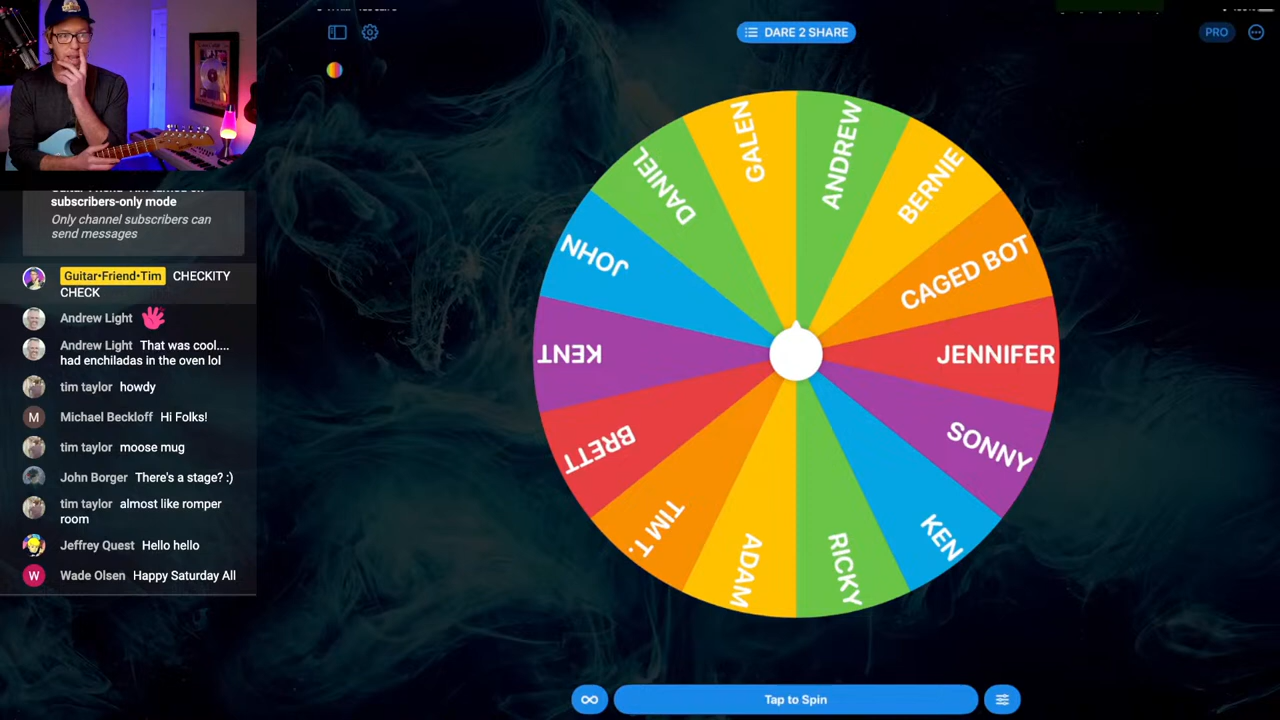 DARE 2 SHARE
PRO
subscribers-only mode
Only channel subscribers can
send messages
Guitar•Friend•Tim CHECKITY
CHECK
Andrew Light
Andrew Light That was cool....
had enchiladas in the oven lol
tim taylor howdy
M Michael Beckloff Hi Folks!
tim taylor moose mug
John Borger There's a stage? :)
tim taylor almost like romper
room
Jeffrey Quest Hello hello
W Wade Olsen Happy Saturday All
ANDREW
BERNIE
CAGED BOT
JENNIFER
SONNY
KEN
RICKY
ADAM
TIM T.
BRETT
KENT
JOHN
DANIEL
GALEN
Tap to Spin